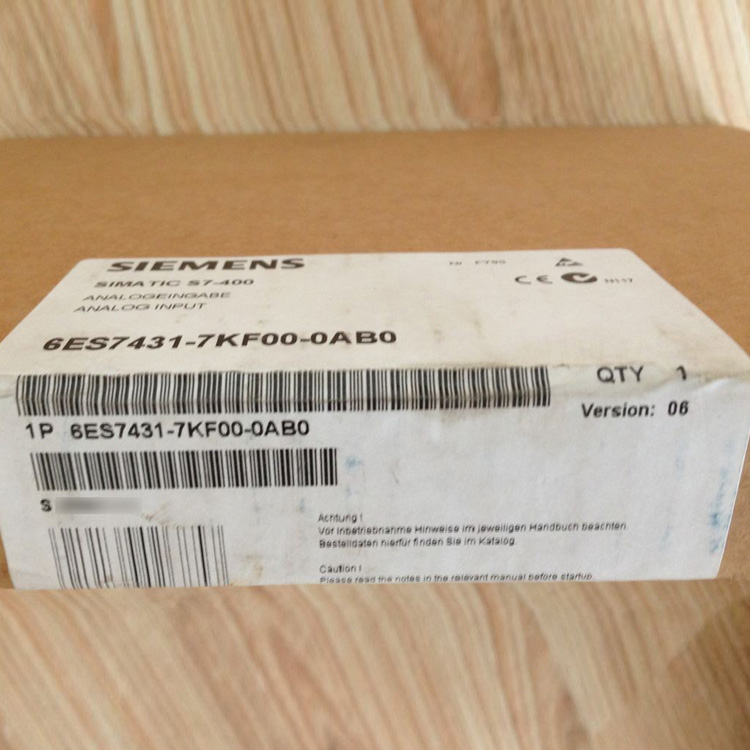 SIEMENS
SIMATIC S7-400
ANALOGEINGABE
ANALOG INPUT
N117
6ES7431-7KF00-0AB0
QTY 1
Version: 06
1P 6ES7431-7KF00-0AB0
S
Achtung !
Vor Inbetriebnahme Hinweise im jeweiligen Handbuch beachten.
Bestelldaten hierfür finden Sie im Katalog.
Caution !
Please read the notes in the relevant manual before startup.